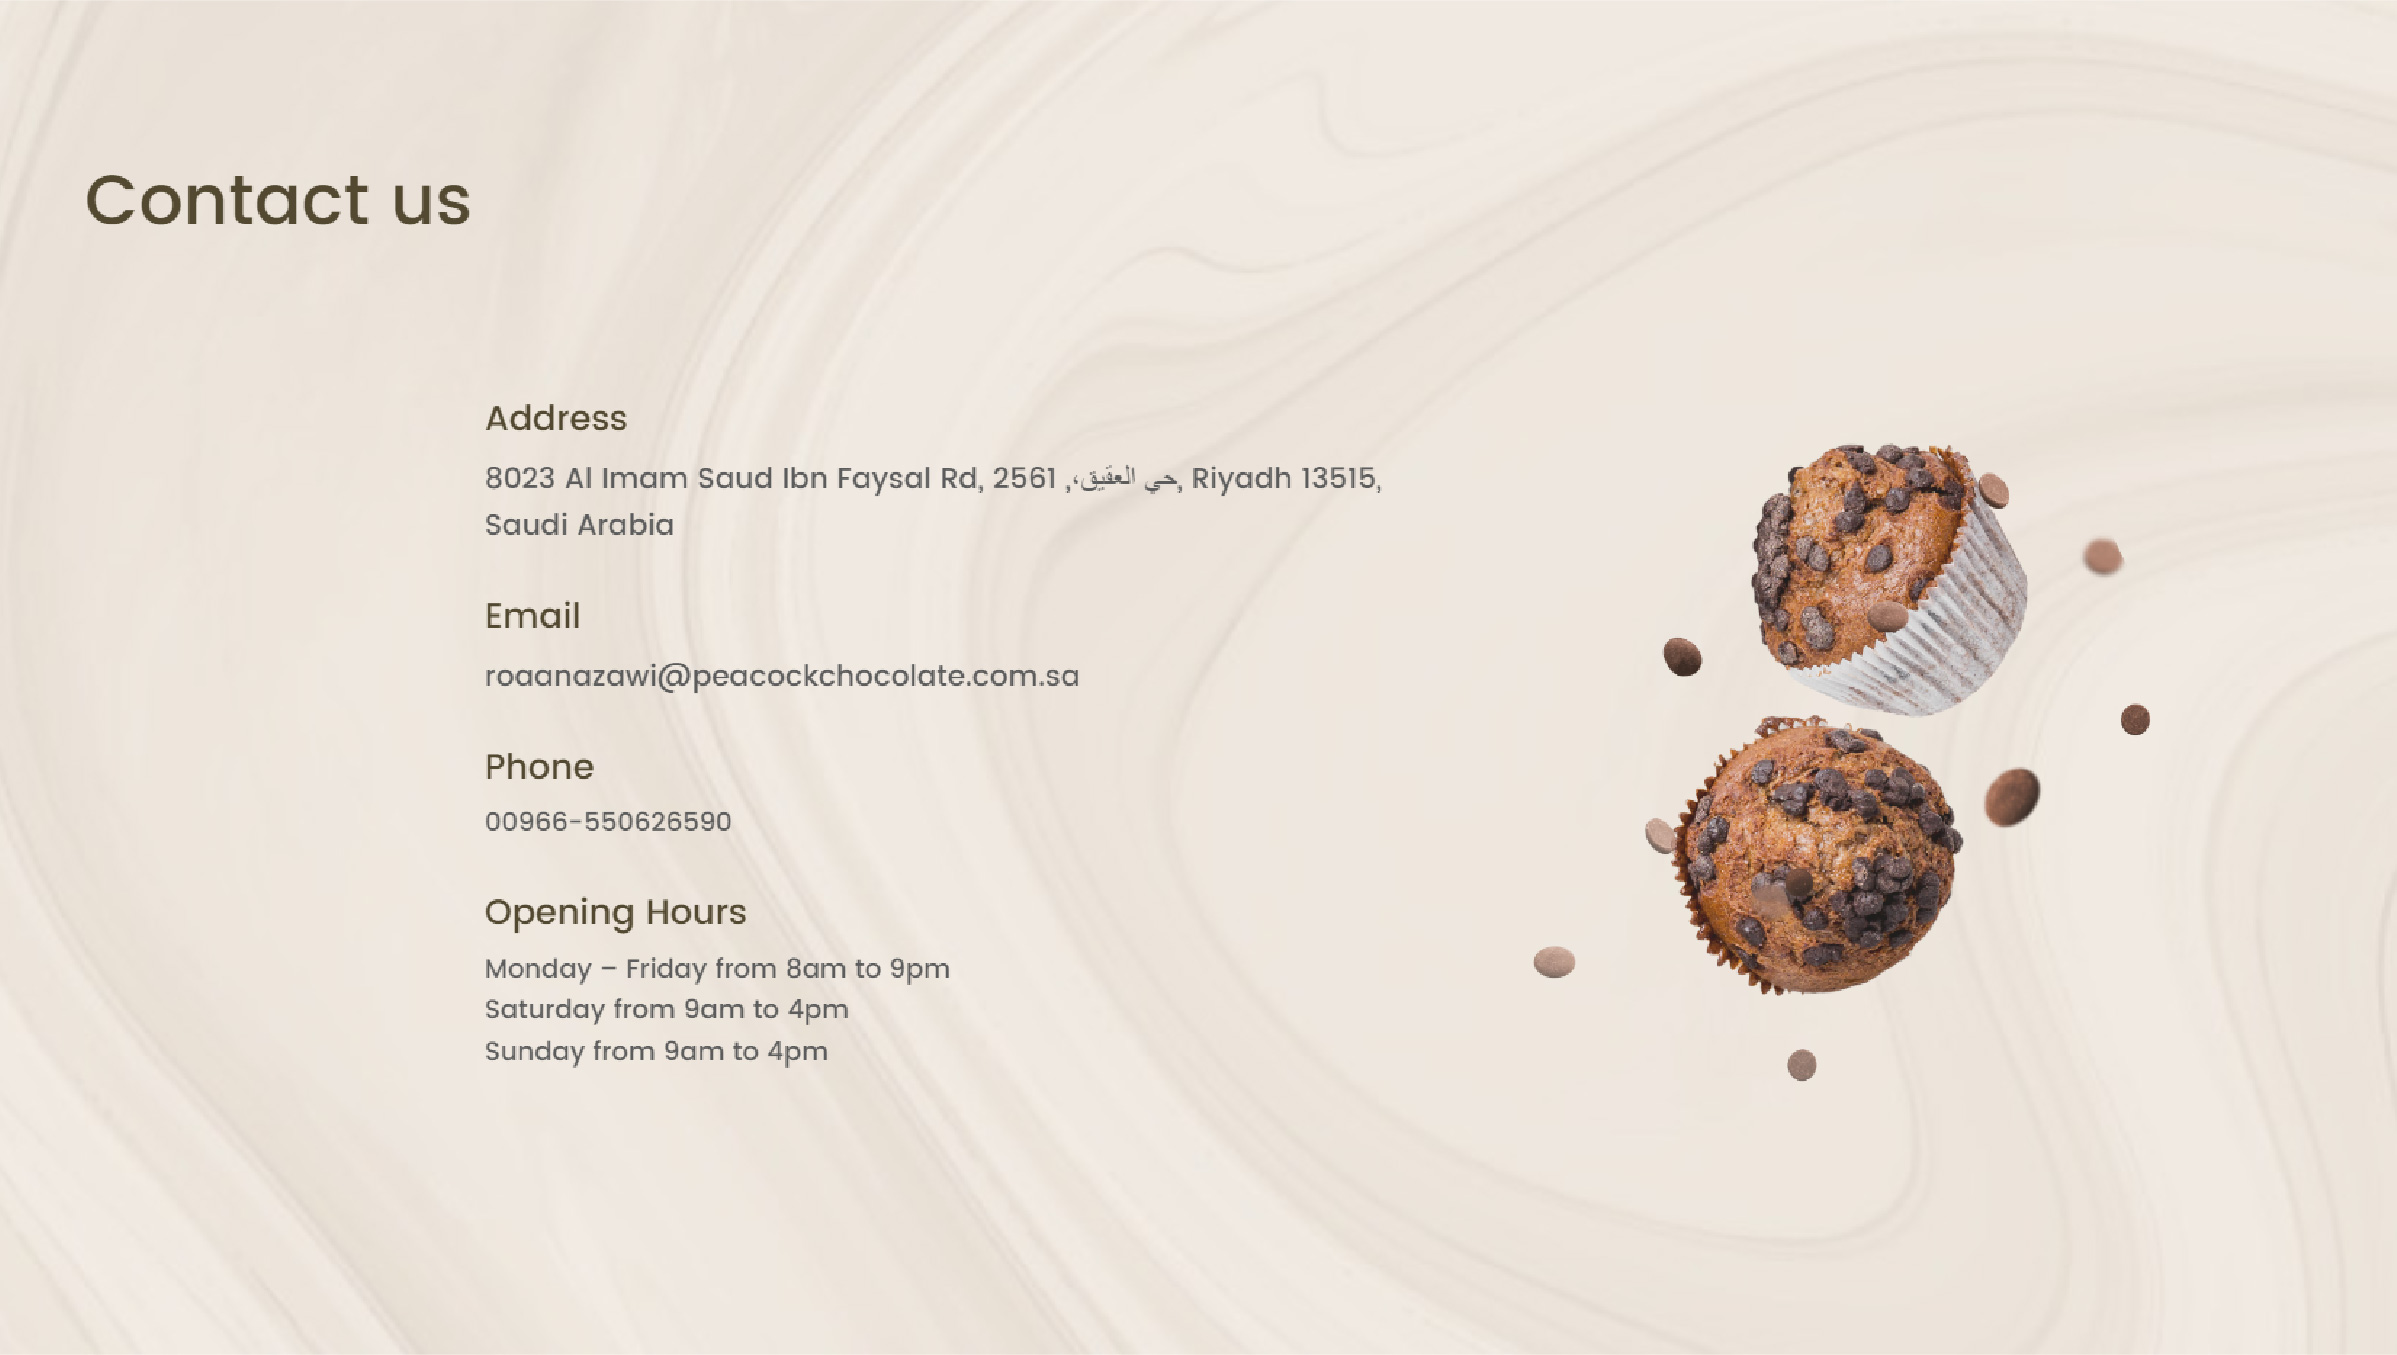 Contact us
Address
8023 Al Imam Saud Ibn Faysal Rd, 2561 ,حي العقيق،, Riyadh 13515,
Saudi Arabia
Email
roaanazawi@peacockchocolate.com.sa
Phone
00966-550626590
Opening Hours
Monday – Friday from 8am to 9pm
Saturday from 9am to 4pm
Sunday from 9am to 4pm